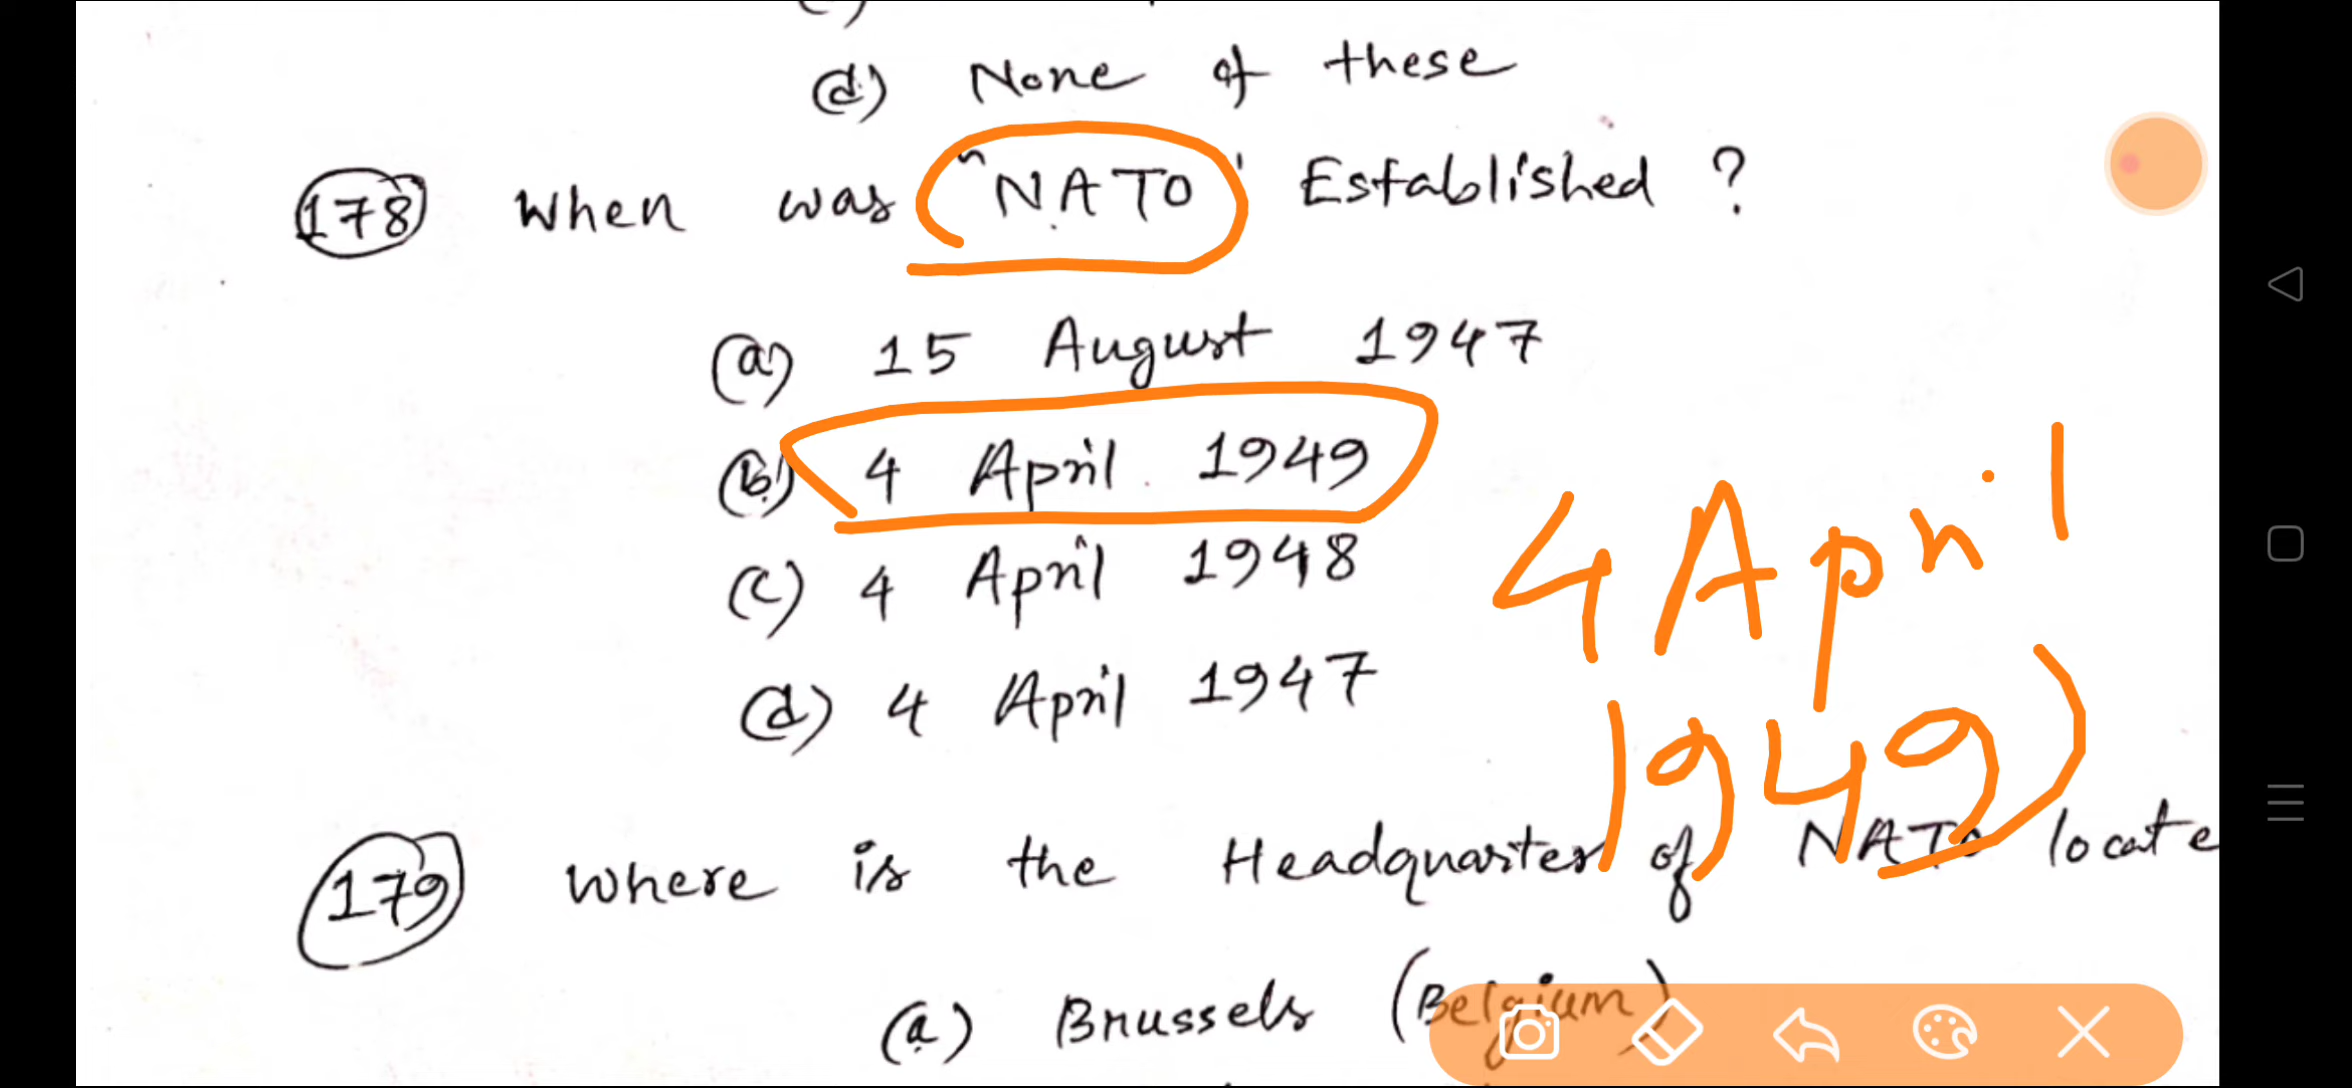 (d) None of these
178 When was "NATO" Established ?
(a) 15 August 1947
(b) 4 April 1949
(c) 4 April 1948
(d) 4 April 1947
4 April
1949)
179 Where is the Headquarter of NATO locate
(a) Brussels (Belgium)